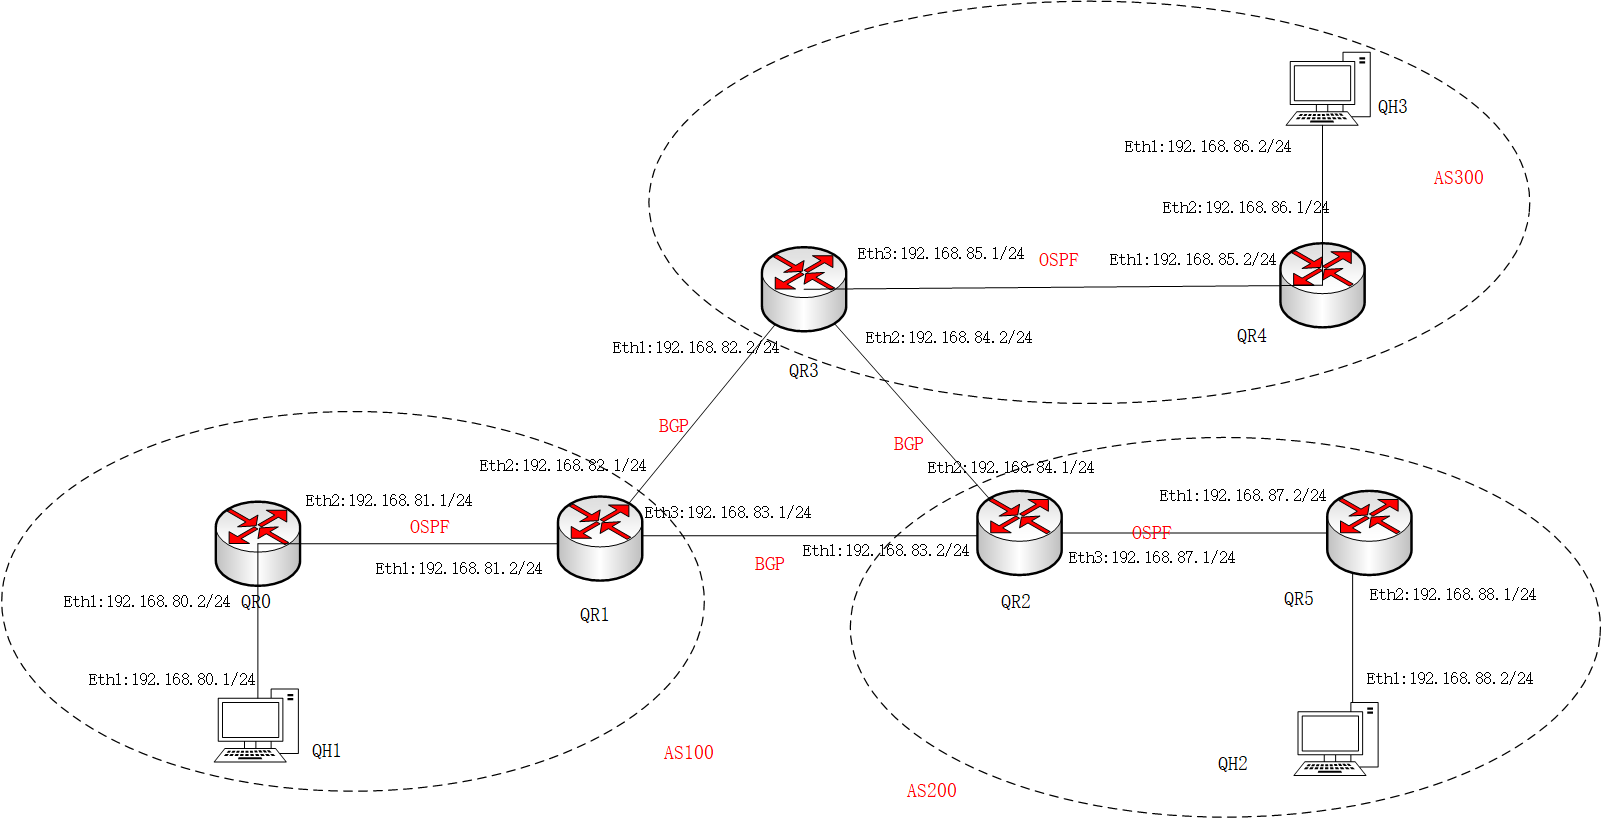 QH3
Eth1:192.168.86.2/24
AS300
Eth2:192.168.86.1/24
Eth3:192.168.85.1/24
OSPF
Eth1:192.168.85.2/24
Eth2:192.168.84.2/24
QR4
Eth1:192.168.82.2/24
QR3
BGP
BGP
Eth2:192.168.82.1/24
Eth2:192.168.84.1/24
Eth2:192.168.81.1/24
Eth1:192.168.87.2/24
Eth3:192.168.83.1/24
OSPF
OSPF
Eth1:192.168.83.2/24
Eth3:192.168.87.1/24
BGP
Eth1:192.168.81.2/24
Eth1:192.168.80.2/24
QR0
QR1
QR2
QR5
Eth2:192.168.88.1/24
Eth1:192.168.80.1/24
Eth1:192.168.88.2/24
QH1
AS100
QH2
AS200